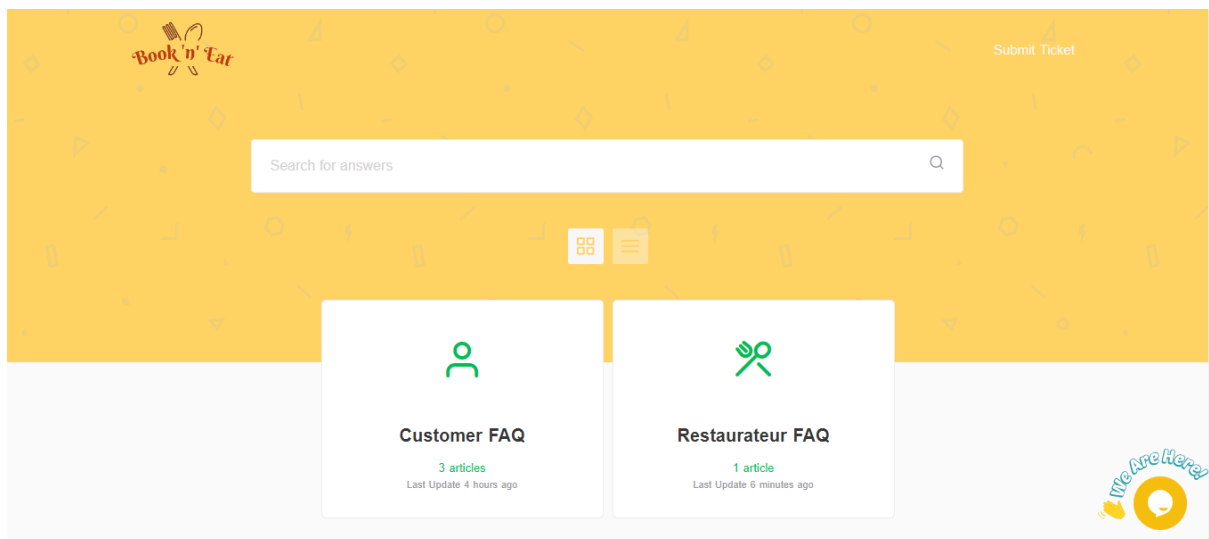 Book 'n' Eat
Submit Ticket
Search for answers
Customer FAQ
3 articles
Last Update 4 hours ago
Restaurateur FAQ
1 article
Last Update 6 minutes ago
We Are Here!